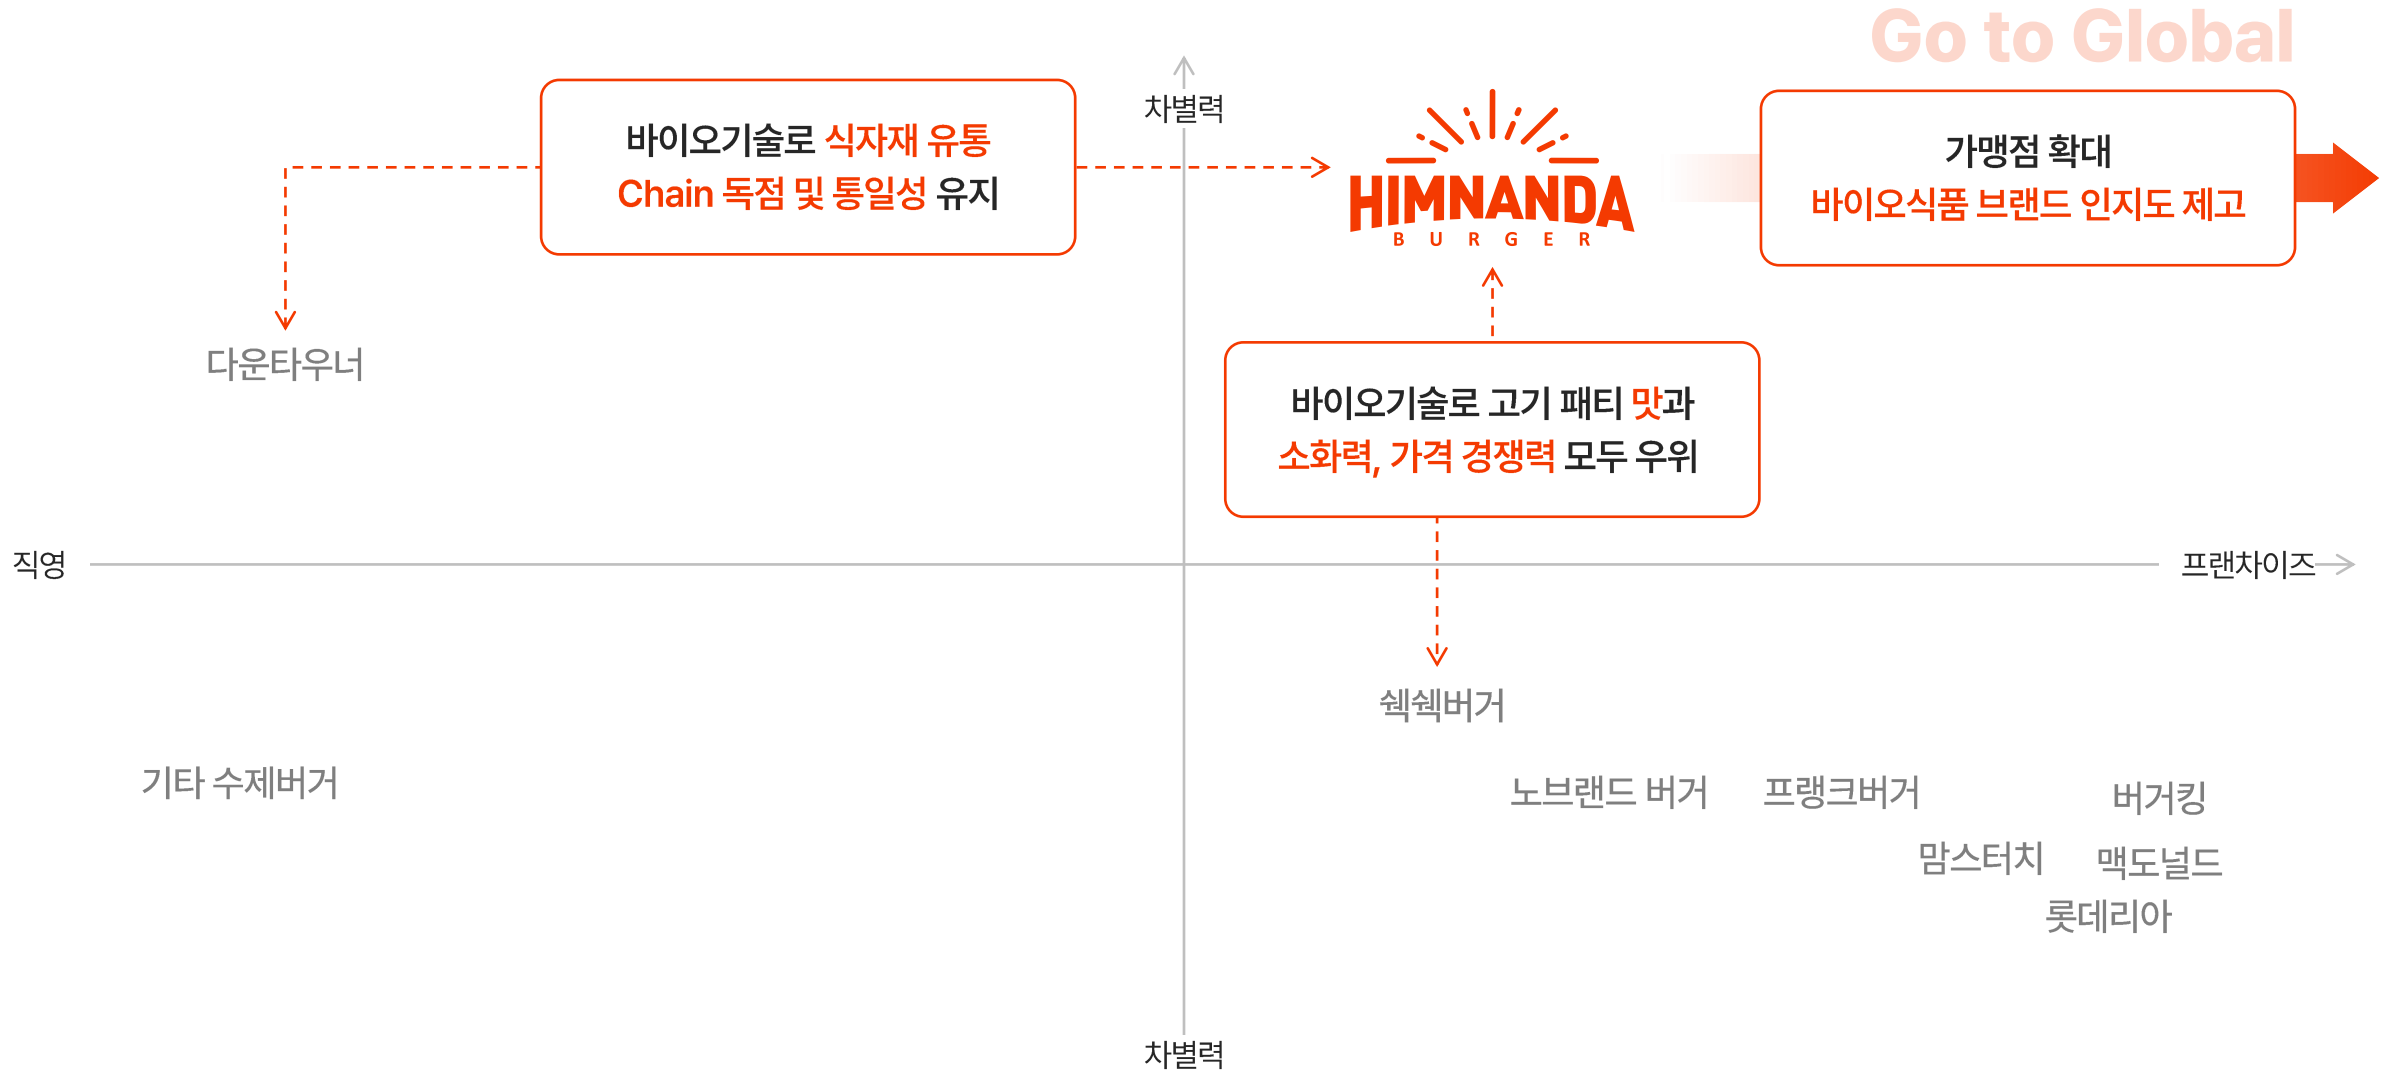 Go to Global
차별력
바이오기술로 식자재 유통
Chain 독점 및 통일성 유지
HIMNANDA
BURGER
가맹점 확대
바이오식품 브랜드 인지도 제고
다운타우너
바이오기술로 고기 패티 맛과
소화력, 가격 경쟁력 모두 우위
직영
프랜차이즈
쉑쉑버거
기타 수제버거
노브랜드 버거
프랭크버거
버거킹
맘스터치
맥도널드
롯데리아
차별력